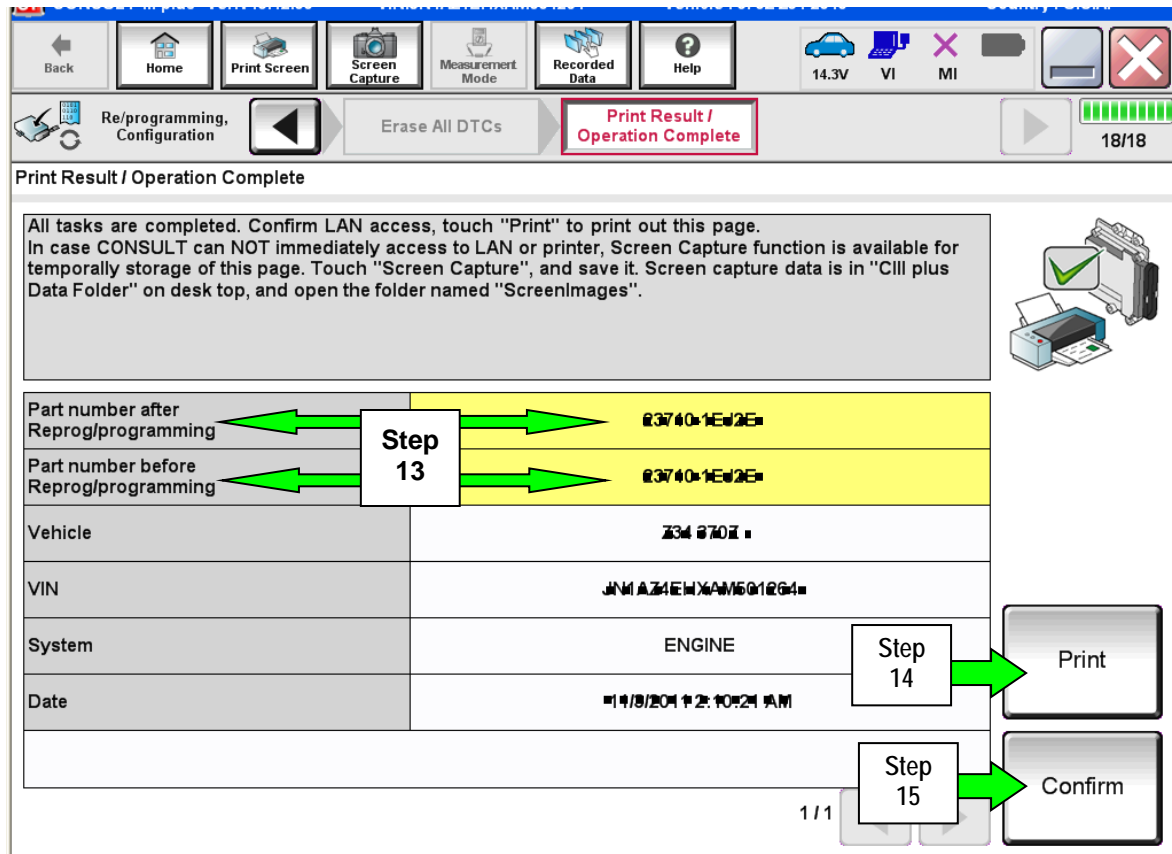 Back
Home
Print Screen
Screen
Capture
Measurement
Mode
Recorded
Data
Help
14.3V
VI
MI
Re/programming,
Configuration
Erase All DTCs
Print Result /
Operation Complete
18/18
Print Result / Operation Complete
All tasks are completed. Confirm LAN access, touch "Print" to print out this page.
In case CONSULT can NOT immediately access to LAN or printer, Screen Capture function is available for
temporally storage of this page. Touch "Screen Capture", and save it. Screen capture data is in "CIII plus
Data Folder" on desk top, and open the folder named "ScreenImages".
Part number after
Reprog/programming
Step
13
Part number before
Reprog/programming
Vehicle
VIN
System
ENGINE
Step
14
Print
Date
Step
15
Confirm
1/1